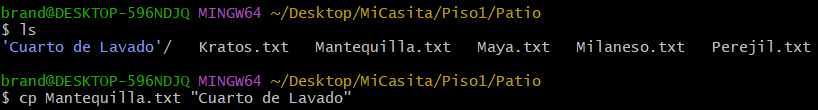 brand@DESKTOP-596NDJQ MINGW64 ~/Desktop/MiCasita/Piso1/Patio
$ ls
'Cuarto de Lavado'/   Kratos.txt   Mantequilla.txt   Maya.txt   Milaneso.txt   Perejil.txt
brand@DESKTOP-596NDJQ MINGW64 ~/Desktop/MiCasita/Piso1/Patio
$ cp Mantequilla.txt "Cuarto de Lavado"